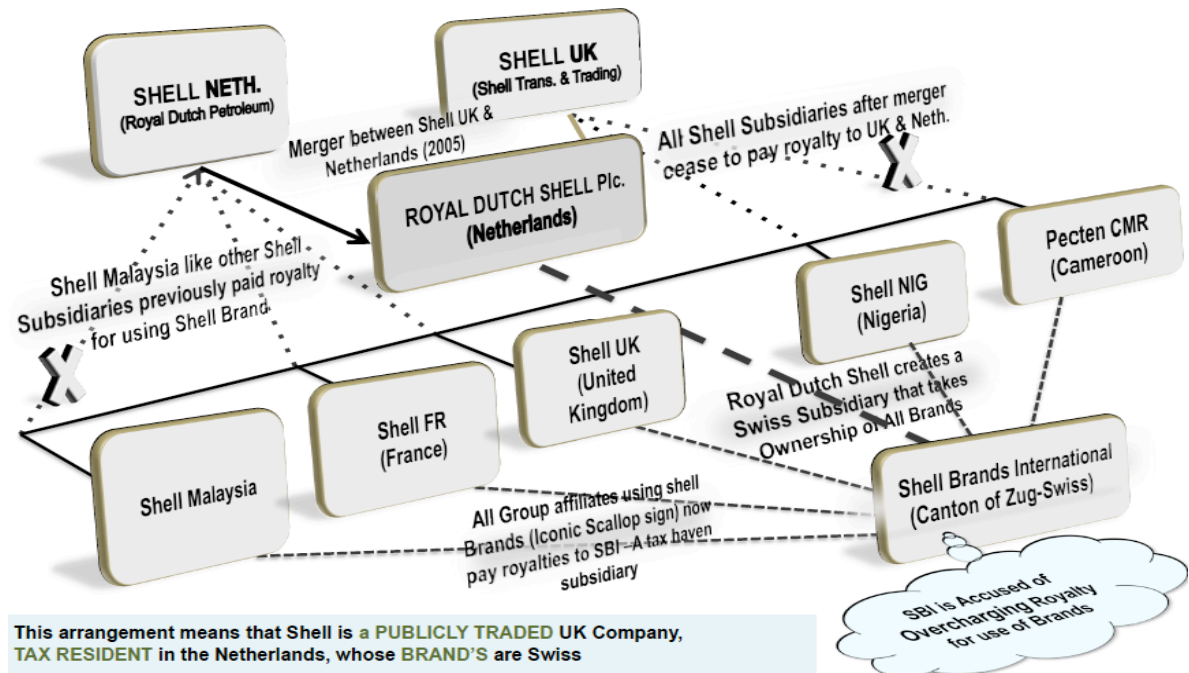 SHELL NETH.
(Royal Dutch Petroleum)
SHELL UK
(Shell Trans. & Trading)
Merger between Shell UK &
Netherlands (2005)
All Shell Subsidiaries after merger
cease to pay royalty to UK & Neth.
X
ROYAL DUTCH SHELL Plc.
(Netherlands)
Pecten CMR
(Cameroon)
Shell Malaysia like other Shell
Subsidiaries previously paid royalty
for using Shell Brand
X
Shell NIG
(Nigeria)
Shell UK
(United
Kingdom)
Royal Dutch Shell creates a
Swiss Subsidiary that takes
Ownership of All Brands
Shell FR
(France)
Shell Malaysia
Shell Brands International
(Canton of Zug-Swiss)
All Group affiliates using shell
Brands (Iconic Scallop sign) now
pay royalties to SBI –A tax haven
subsidiary
SBI is Accused of
Overcharging Royalty
for use of Brands
This arrangement means that Shell is a PUBLICLY TRADED UK Company,
TAX RESIDENT in the Netherlands, whose BRAND'S are Swiss